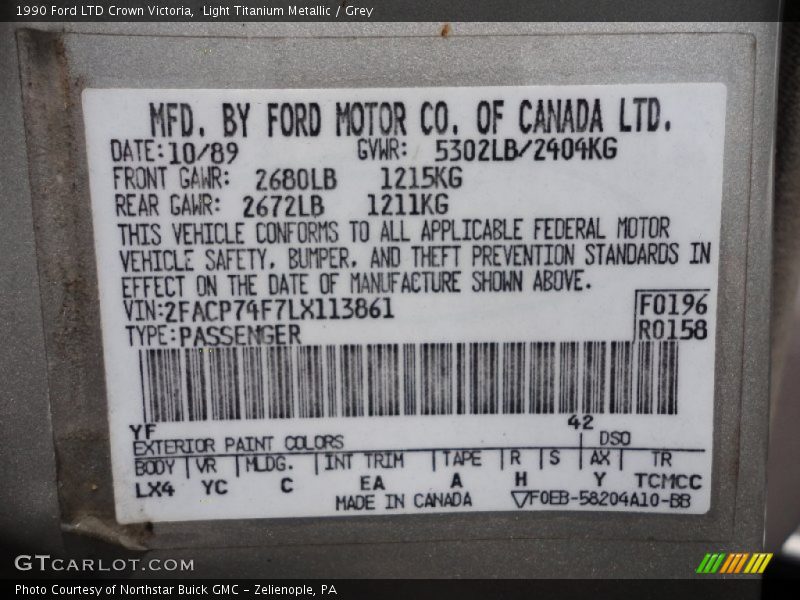 1990 Ford LTD Crown Victoria, Light Titanium Metallic / Grey
MFD. BY FORD MOTOR CO. OF CANADA LTD.
DATE: 10/89 GVWR: 5302LB/2404KG
FRONT GAWR: 2680LB 1215KG
REAR GAWR: 2672LB 1211KG
THIS VEHICLE CONFORMS TO ALL APPLICABLE FEDERAL MOTOR
VEHICLE SAFETY, BUMPER, AND THEFT PREVENTION STANDARDS IN
EFFECT ON THE DATE OF MANUFACTURE SHOWN ABOVE.
VIN:2FACP74F7LX113861 F0196
TYPE:PASSENGER R0158
YF 42
EXTERIOR PAINT COLORS DSO
BODY VR MLDG. INT TRIM TAPE R S AX TR
LX4 YC C EA A H Y TCMCC
MADE IN CANADA ▽F0EB-58204A10-BB
GTCARLOT.COM
Photo Courtesy of Northstar Buick GMC - Zelienople, PA